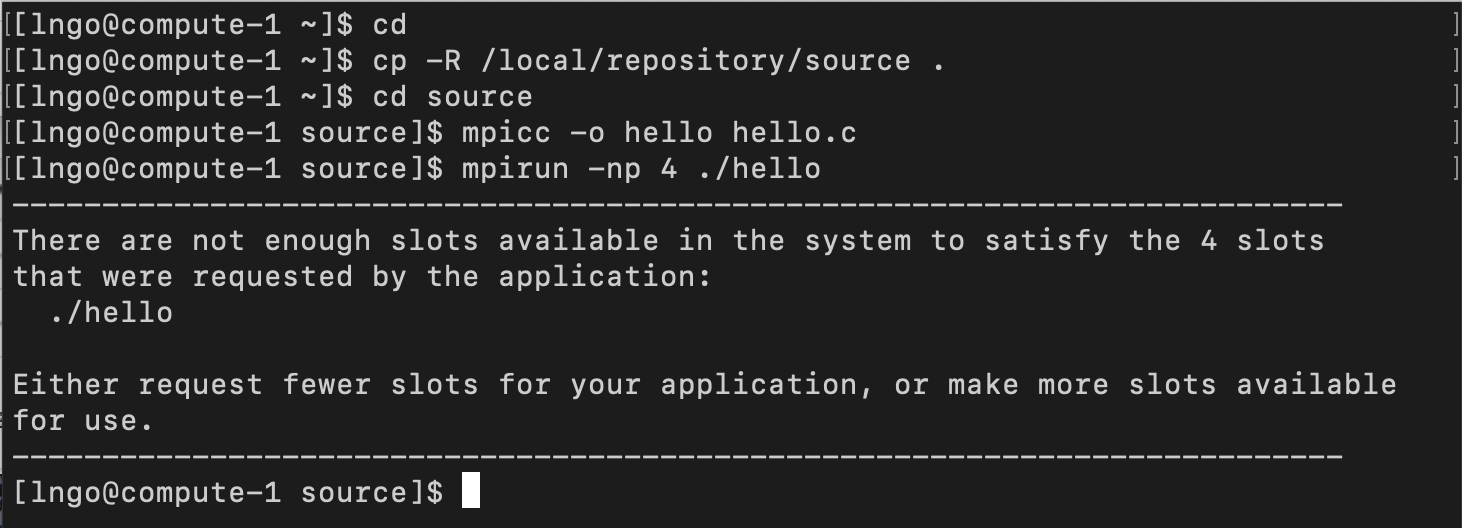 [[lngo@compute-1 ~]$ cd ]
[[lngo@compute-1 ~]$ cp -R /local/repository/source . ]
[[lngo@compute-1 ~]$ cd source ]
[[lngo@compute-1 source]$ mpicc -o hello hello.c ]
[[lngo@compute-1 source]$ mpirun -np 4 ./hello ]
--------------------------------------------------------------------------
There are not enough slots available in the system to satisfy the 4 slots
that were requested by the application:
  ./hello

Either request fewer slots for your application, or make more slots available
for use.
--------------------------------------------------------------------------
[lngo@compute-1 source]$